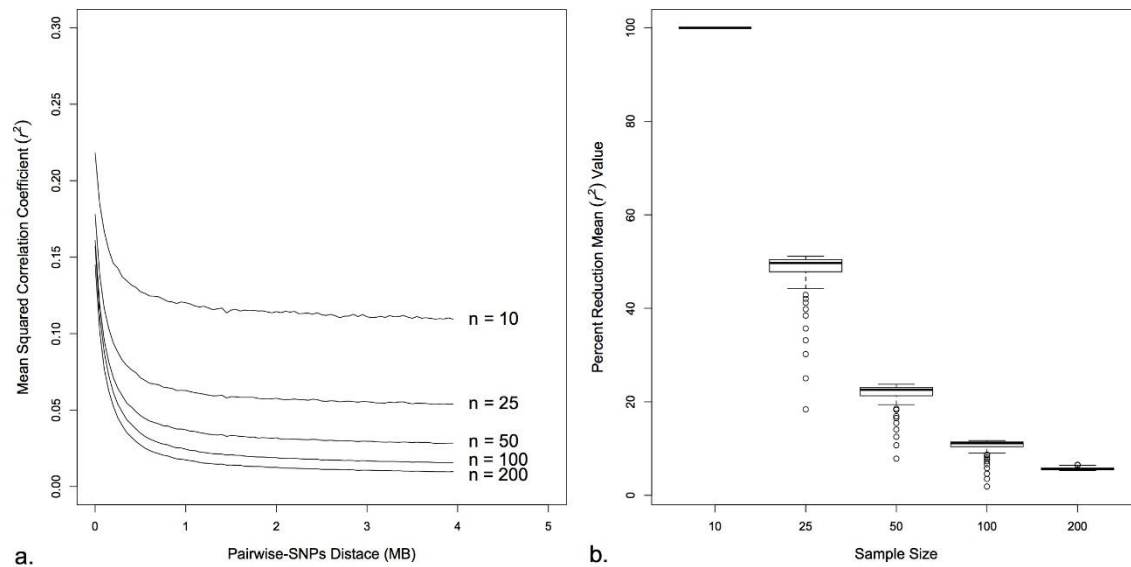 Mean Squared Correlation Coefficient (r²)
0.30
0.25
0.20
0.15
0.10
0.05
0.00
n = 10
n = 25
n = 50
n = 100
n = 200
0 1 2 3 4 5
Pairwise-SNPs Distace (MB)
a.
Percent Reduction Mean (r²) Value
100
80
60
40
20
0
10 25 50 100 200
Sample Size
b.